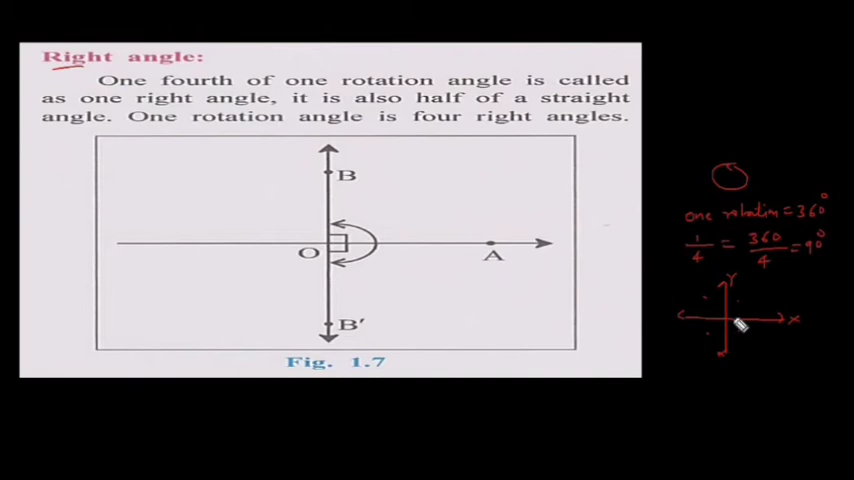 Right angle:
One fourth of one rotation angle is called
as one right angle, it is also half of a straight
angle. One rotation angle is four right angles.
B
O
A
B′
Fig. 1.7
one rotation = 360°
1/4 = 360/4 = 90°
Y
X